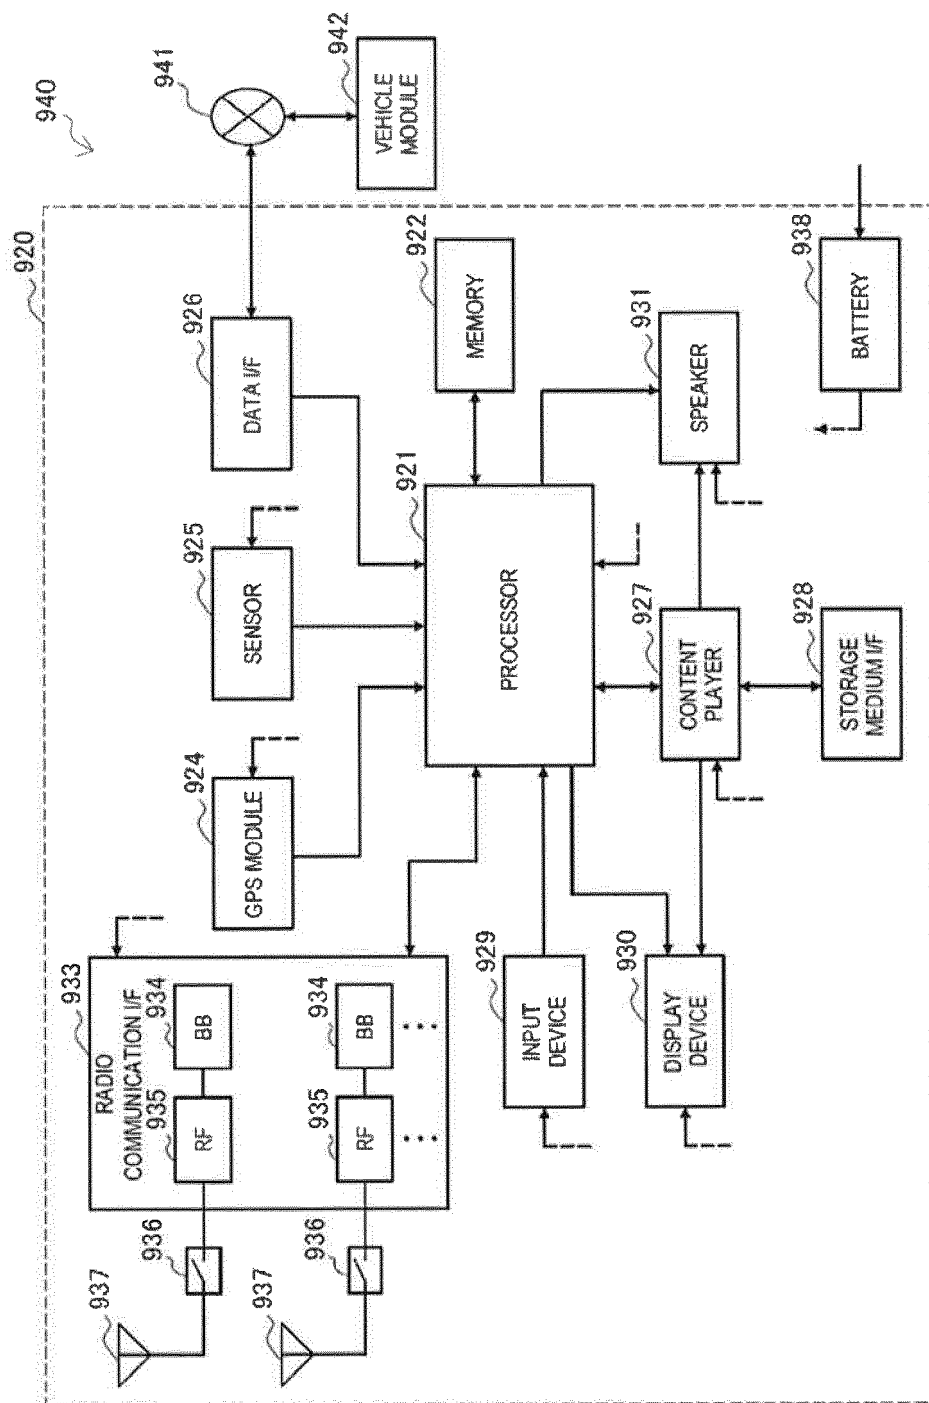 940
941
942
VEHICLE
MODULE
920
926
DATA I/F
922
MEMORY
931
SPEAKER
938
BATTERY
925
SENSOR
921
PROCESSOR
927
CONTENT
PLAYER
928
STORAGE
MEDIUM I/F
924
GPS MODULE
933
RADIO
COMMUNICATION I/F
934
BB
935
RF
934
BB
935
RF
929
INPUT
DEVICE
930
DISPLAY
DEVICE
936
937
936
937